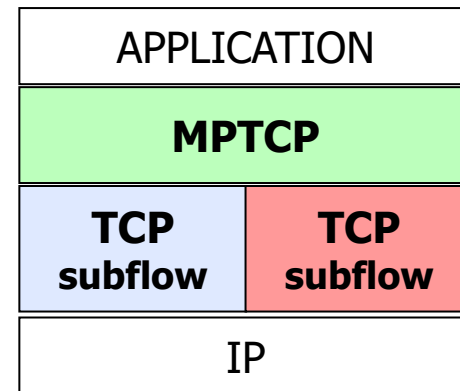 APPLICATION
MPTCP
TCP TCP
subflow subflow
IP